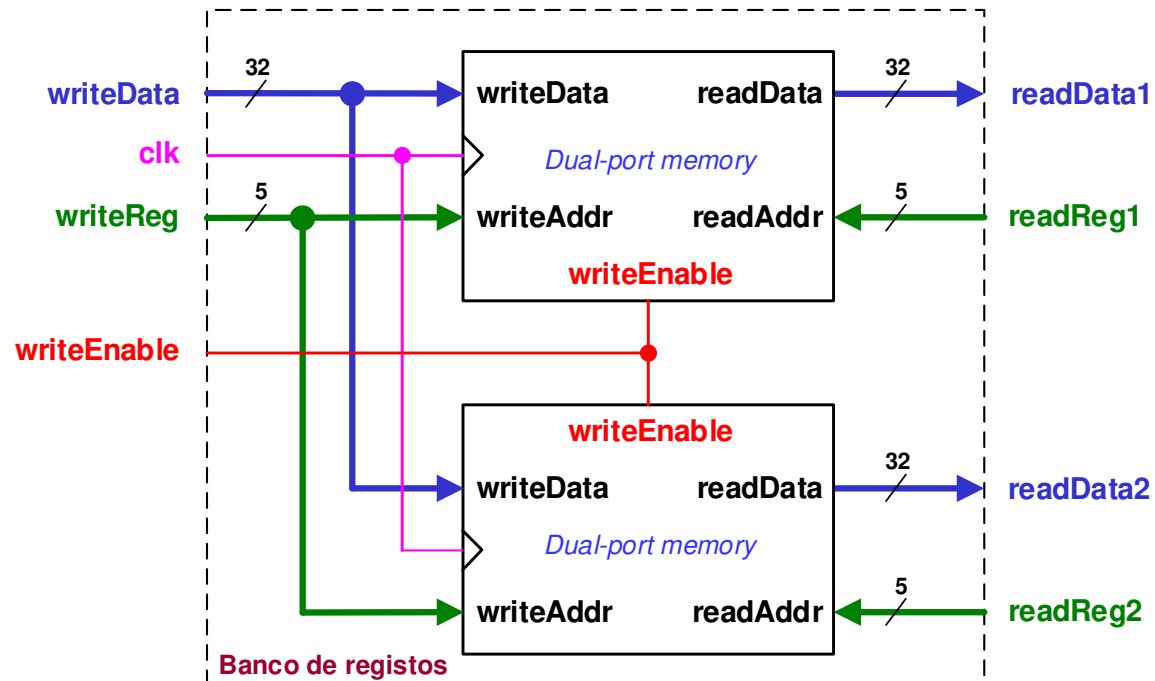 32
32
writeData
writeData
readData
readData1
clk
Dual-port memory
5
5
writeReg
writeAddr
readAddr
readReg1
writeEnable
writeEnable
writeEnable
32
writeData
readData
readData2
Dual-port memory
5
writeAddr
readAddr
readReg2
Banco de registos